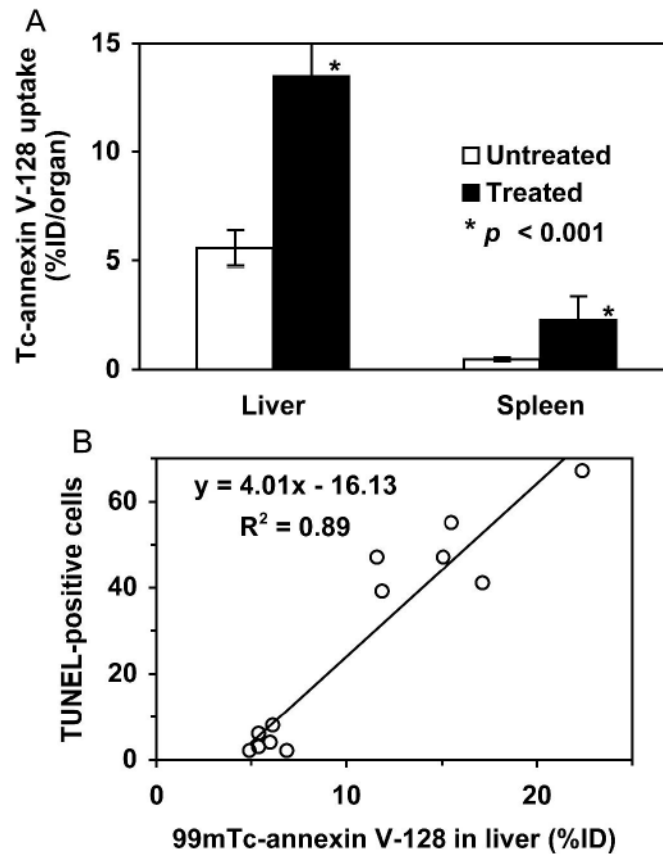 A
Tc-annexin V-128 uptake
(%ID/organ)
15
10
5
0
*
Untreated
Treated
* p < 0.001
*
Liver
Spleen
B
TUNEL-positive cells
60
40
20
0
y = 4.01x - 16.13
R² = 0.89
0
10
20
99mTc-annexin V-128 in liver (%ID)